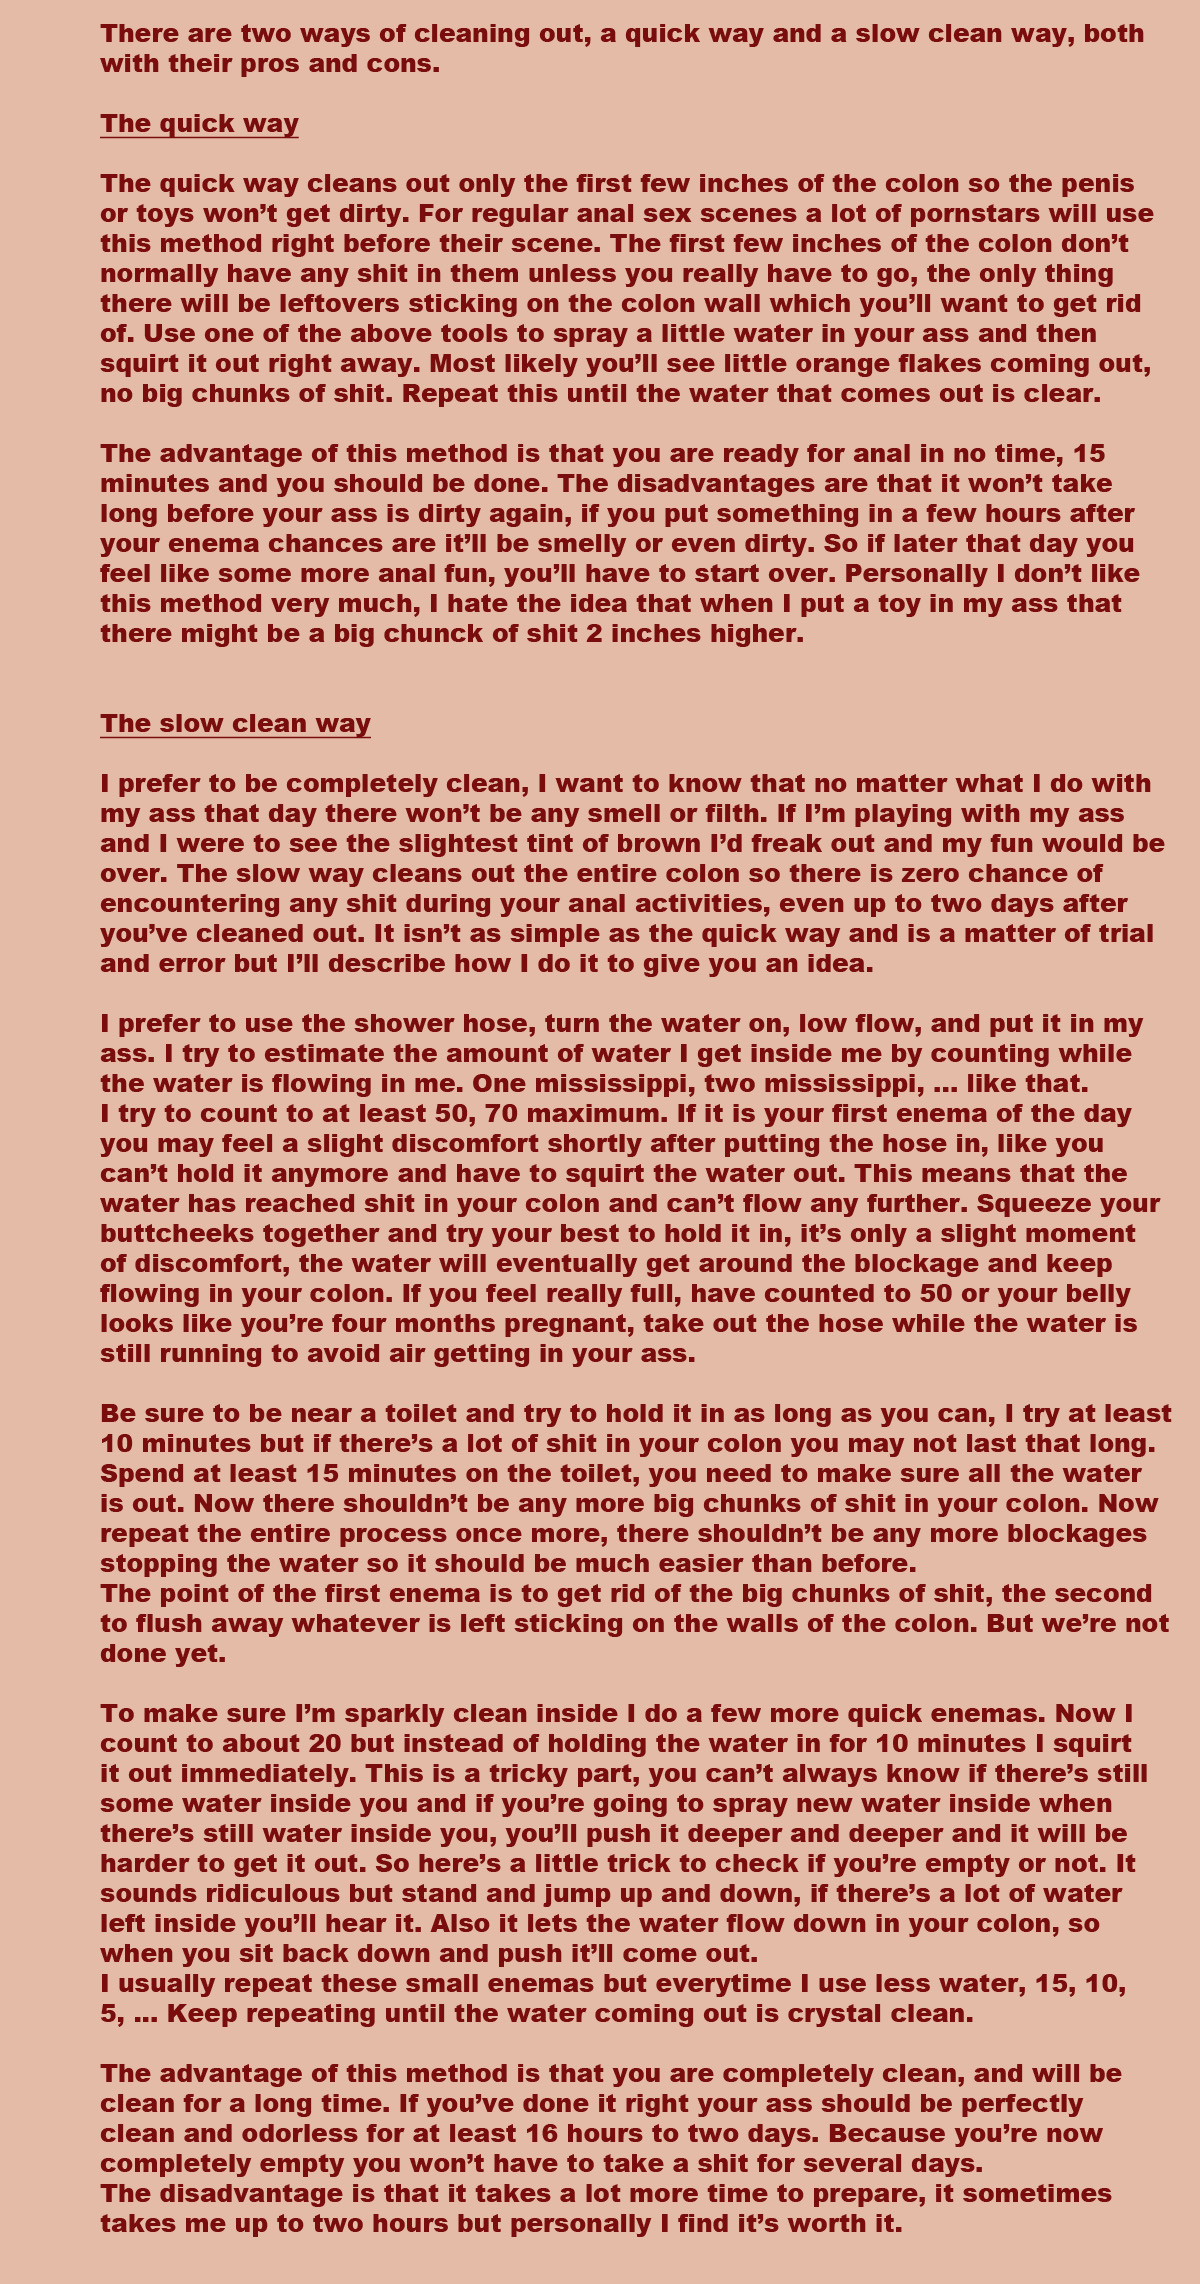 There are two ways of cleaning out, a quick way and a slow clean way, both
with their pros and cons.
The quick way
The quick way cleans out only the first few inches of the colon so the penis
or toys won’t get dirty. For regular anal sex scenes a lot of pornstars will use
this method right before their scene. The first few inches of the colon don’t
normally have any shit in them unless you really have to go, the only thing
there will be leftovers sticking on the colon wall which you’ll want to get rid
of. Use one of the above tools to spray a little water in your ass and then
squirt it out right away. Most likely you’ll see little orange flakes coming out,
no big chunks of shit. Repeat this until the water that comes out is clear.
The advantage of this method is that you are ready for anal in no time, 15
minutes and you should be done. The disadvantages are that it won’t take
long before your ass is dirty again, if you put something in a few hours after
your enema chances are it’ll be smelly or even dirty. So if later that day you
feel like some more anal fun, you’ll have to start over. Personally I don’t like
this method very much, I hate the idea that when I put a toy in my ass that
there might be a big chunck of shit 2 inches higher.
The slow clean way
I prefer to be completely clean, I want to know that no matter what I do with
my ass that day there won’t be any smell or filth. If I’m playing with my ass
and I were to see the slightest tint of brown I’d freak out and my fun would be
over. The slow way cleans out the entire colon so there is zero chance of
encountering any shit during your anal activities, even up to two days after
you’ve cleaned out. It isn’t as simple as the quick way and is a matter of trial
and error but I’ll describe how I do it to give you an idea.
I prefer to use the shower hose, turn the water on, low flow, and put it in my
ass. I try to estimate the amount of water I get inside me by counting while
the water is flowing in me. One mississippi, two mississippi, ... like that.
I try to count to at least 50, 70 maximum. If it is your first enema of the day
you may feel a slight discomfort shortly after putting the hose in, like you
can’t hold it anymore and have to squirt the water out. This means that the
water has reached shit in your colon and can’t flow any further. Squeeze your
buttcheeks together and try your best to hold it in, it’s only a slight moment
of discomfort, the water will eventually get around the blockage and keep
flowing in your colon. If you feel really full, have counted to 50 or your belly
looks like you’re four months pregnant, take out the hose while the water is
still running to avoid air getting in your ass.
Be sure to be near a toilet and try to hold it in as long as you can, I try at least
10 minutes but if there’s a lot of shit in your colon you may not last that long.
Spend at least 15 minutes on the toilet, you need to make sure all the water
is out. Now there shouldn’t be any more big chunks of shit in your colon. Now
repeat the entire process once more, there shouldn’t be any more blockages
stopping the water so it should be much easier than before.
The point of the first enema is to get rid of the big chunks of shit, the second
to flush away whatever is left sticking on the walls of the colon. But we’re not
done yet.
To make sure I’m sparkly clean inside I do a few more quick enemas. Now I
count to about 20 but instead of holding the water in for 10 minutes I squirt
it out immediately. This is a tricky part, you can’t always know if there’s still
some water inside you and if you’re going to spray new water inside when
there’s still water inside you, you’ll push it deeper and deeper and it will be
harder to get it out. So here’s a little trick to check if you’re empty or not. It
sounds ridiculous but stand and jump up and down, if there’s a lot of water
left inside you’ll hear it. Also it lets the water flow down in your colon, so
when you sit back down and push it’ll come out.
I usually repeat these small enemas but everytime I use less water, 15, 10,
5, ... Keep repeating until the water coming out is crystal clean.
The advantage of this method is that you are completely clean, and will be
clean for a long time. If you’ve done it right your ass should be perfectly
clean and odorless for at least 16 hours to two days. Because you’re now
completely empty you won’t have to take a shit for several days.
The disadvantage is that it takes a lot more time to prepare, it sometimes
takes me up to two hours but personally I find it’s worth it.